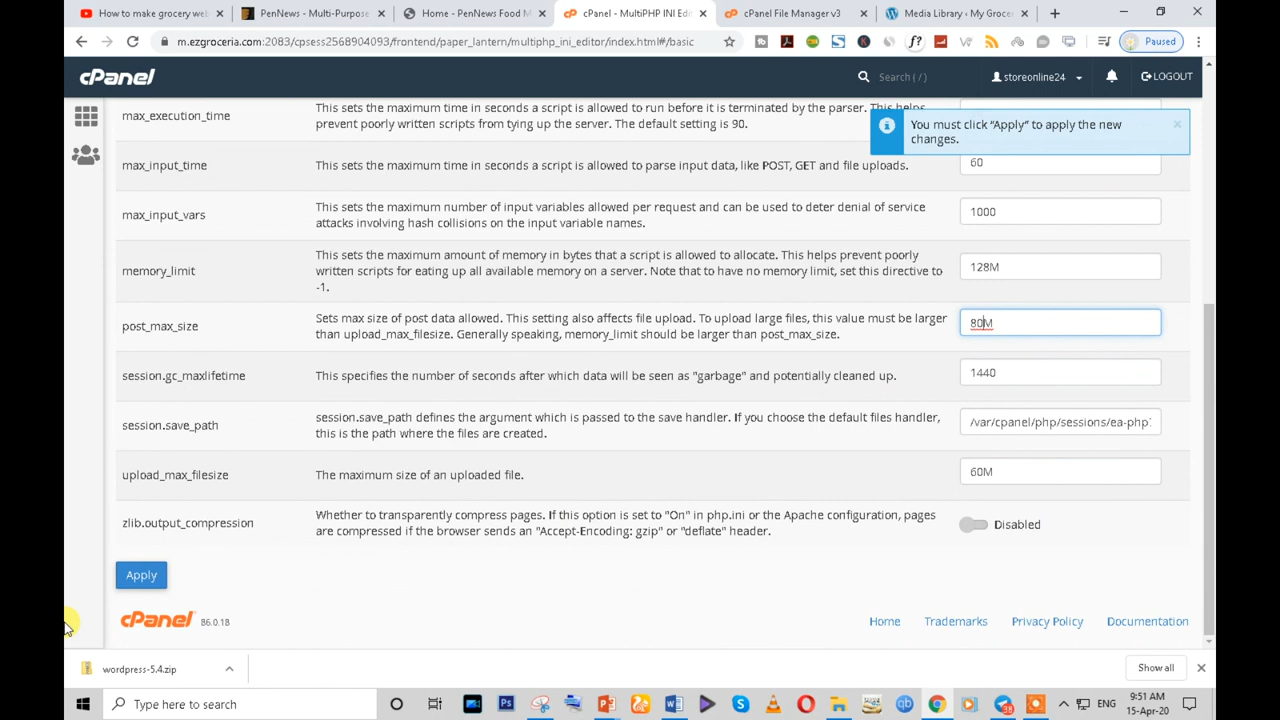 How to make grocery web
PenNews - Multi-Purpose
Home - PenNews Food M
cPanel - MultiPHP INI Edi
cPanel File Manager v3
Media Library ‹ My Groce
m.ezgroceria.com:2083/cpsess2568904093/frontend/paper_lantern/multiphp_ini_editor/index.html#/basic
Paused
cPanel
Search ( / )
storeonline24
LOGOUT
You must click “Apply” to apply the new
changes.
max_execution_time
This sets the maximum time in seconds a script is allowed to run before it is terminated by the parser. This helps
prevent poorly written scripts from tying up the server. The default setting is 90.
max_input_time
This sets the maximum time in seconds a script is allowed to parse input data, like POST, GET and file uploads.
60
max_input_vars
This sets the maximum number of input variables allowed per request and can be used to deter denial of service
attacks involving hash collisions on the input variable names.
1000
memory_limit
This sets the maximum amount of memory in bytes that a script is allowed to allocate. This helps prevent poorly
written scripts for eating up all available memory on a server. Note that to have no memory limit, set this directive to
-1.
128M
post_max_size
Sets max size of post data allowed. This setting also affects file upload. To upload large files, this value must be larger
than upload_max_filesize. Generally speaking, memory_limit should be larger than post_max_size.
80M
session.gc_maxlifetime
This specifies the number of seconds after which data will be seen as "garbage" and potentially cleaned up.
1440
session.save_path
session.save_path defines the argument which is passed to the save handler. If you choose the default files handler,
this is the path where the files are created.
/var/cpanel/php/sessions/ea-php
upload_max_filesize
The maximum size of an uploaded file.
60M
zlib.output_compression
Whether to transparently compress pages. If this option is set to "On" in php.ini or the Apache configuration, pages
are compressed if the browser sends an "Accept-Encoding: gzip" or "deflate" header.
Disabled
Apply
cPanel
86.0.18
Home
Trademarks
Privacy Policy
Documentation
wordpress-5.4.zip
Show all
Type here to search
ENG
9:51 AM
15-Apr-20